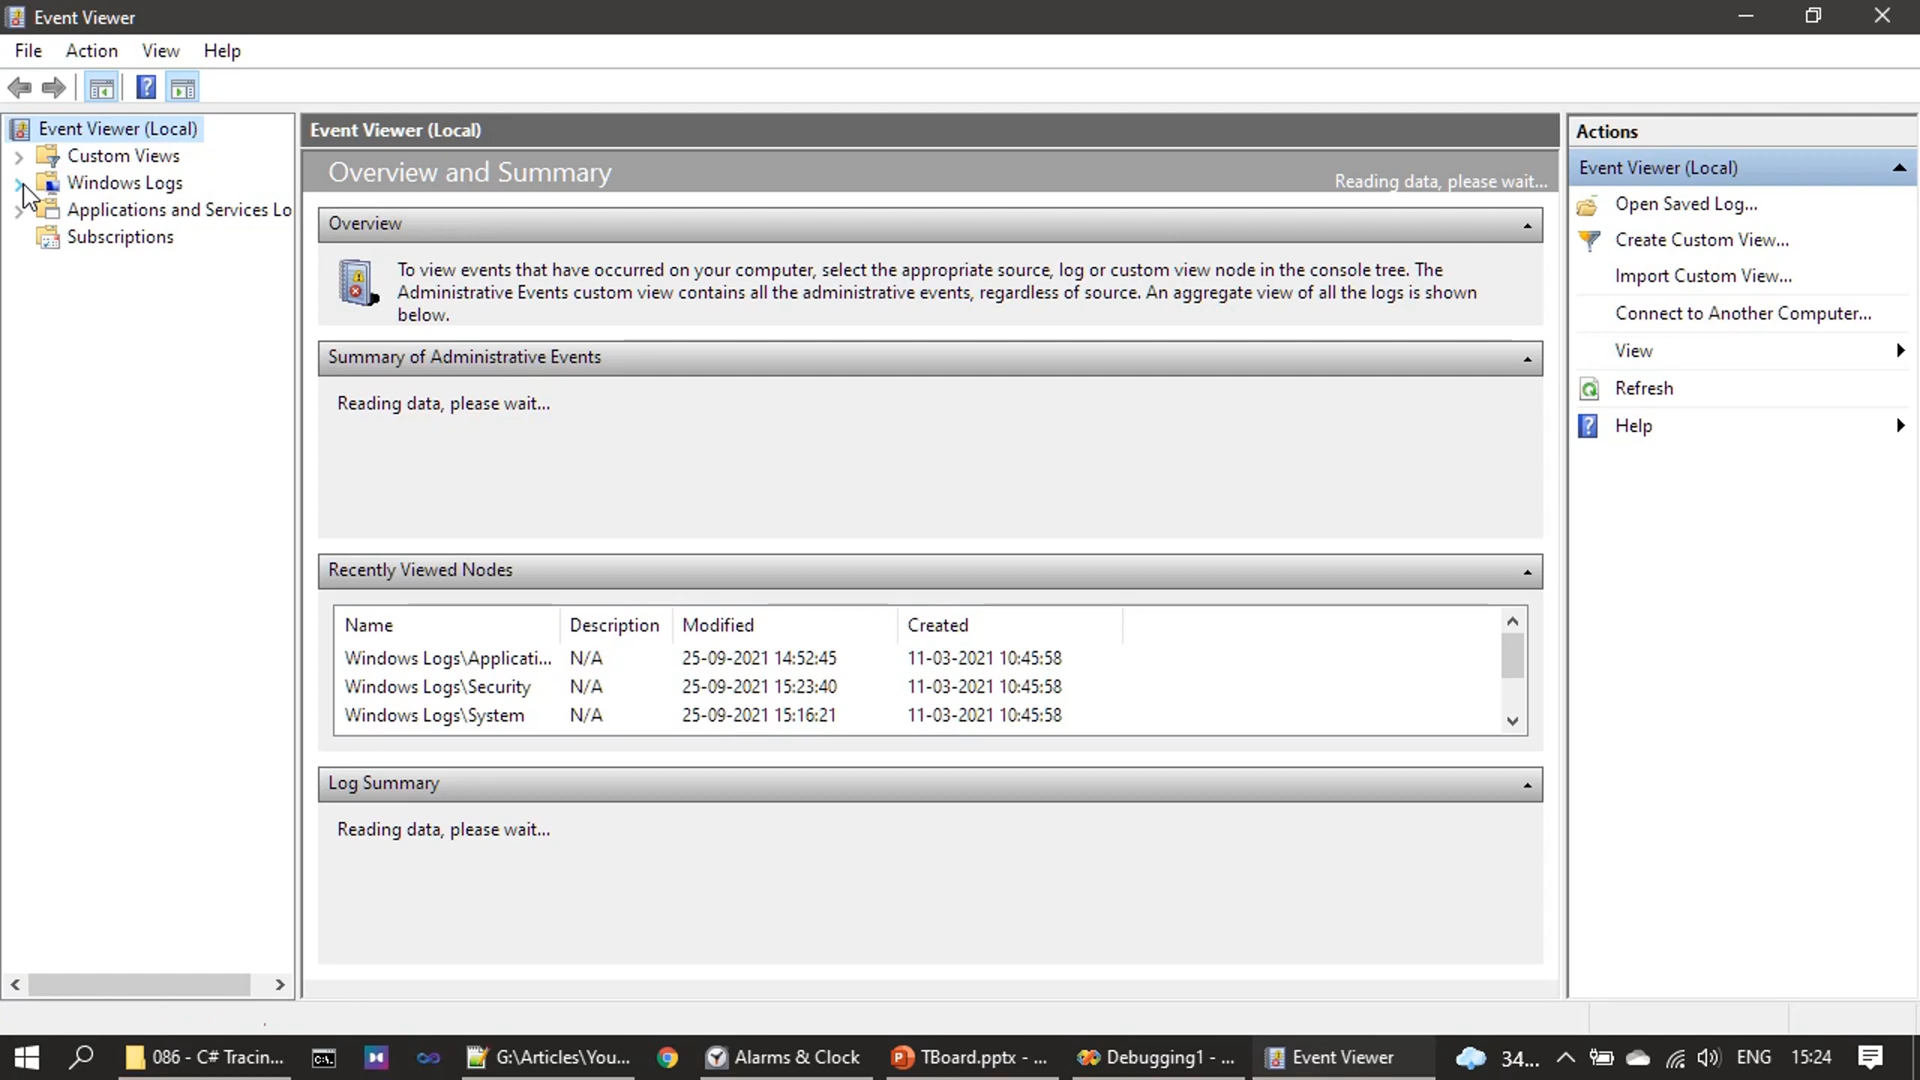 Event Viewer
File Action View Help
Event Viewer (Local)
Custom Views
Windows Logs
Applications and Services Lo
Subscriptions
Event Viewer (Local)
Overview and Summary
Reading data, please wait...
Overview
To view events that have occurred on your computer, select the appropriate source, log or custom view node in the console tree. The
Administrative Events custom view contains all the administrative events, regardless of source. An aggregate view of all the logs is shown
below.
Summary of Administrative Events
Reading data, please wait...
Recently Viewed Nodes
Name Description Modified Created
Windows Logs\Applicati... N/A 25-09-2021 14:52:45 11-03-2021 10:45:58
Windows Logs\Security N/A 25-09-2021 15:23:40 11-03-2021 10:45:58
Windows Logs\System N/A 25-09-2021 15:16:21 11-03-2021 10:45:58
Log Summary
Reading data, please wait...
Actions
Event Viewer (Local)
Open Saved Log...
Create Custom View...
Import Custom View...
Connect to Another Computer...
View
Refresh
Help
086 - C# Tracin... G:\Articles\You... Alarms & Clock TBoard.pptx - ... Debugging1 - ... Event Viewer 34... ENG 15:24